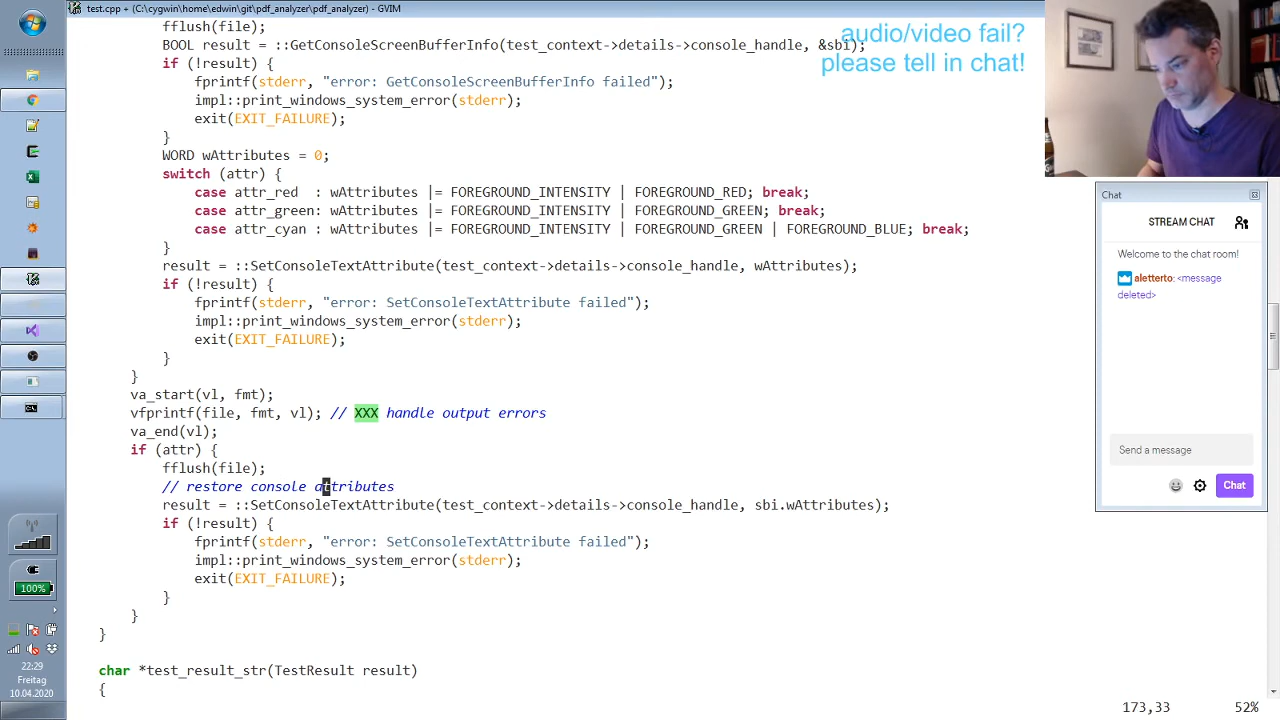 test.cpp + (C:\cygwin\home\edwin\git\pdf_analyzer\pdf_analyzer) - GVIM
fflush(file);
BOOL result = ::GetConsoleScreenBufferInfo(test_context->details->console_handle, &sbi);
if (!result) {
fprintf(stderr, "error: GetConsoleScreenBufferInfo failed");
impl::print_windows_system_error(stderr);
exit(EXIT_FAILURE);
}
WORD wAttributes = 0;
switch (attr) {
case attr_red  : wAttributes |= FOREGROUND_INTENSITY | FOREGROUND_RED; break;
case attr_green: wAttributes |= FOREGROUND_INTENSITY | FOREGROUND_GREEN; break;
case attr_cyan : wAttributes |= FOREGROUND_INTENSITY | FOREGROUND_GREEN | FOREGROUND_BLUE; break;
}
result = ::SetConsoleTextAttribute(test_context->details->console_handle, wAttributes);
if (!result) {
fprintf(stderr, "error: SetConsoleTextAttribute failed");
impl::print_windows_system_error(stderr);
exit(EXIT_FAILURE);
}
}
va_start(vl, fmt);
vfprintf(file, fmt, vl); // XXX handle output errors
va_end(vl);
if (attr) {
fflush(file);
// restore console attributes
result = ::SetConsoleTextAttribute(test_context->details->console_handle, sbi.wAttributes);
if (!result) {
fprintf(stderr, "error: SetConsoleTextAttribute failed");
impl::print_windows_system_error(stderr);
exit(EXIT_FAILURE);
}
}
}
char *test_result_str(TestResult result)
{
173,33 52%
audio/video fail?
please tell in chat!
Chat
STREAM CHAT
Welcome to the chat room!
aletterto: <message
deleted>
Send a message
Chat
100%
22:29
Freitag
10.04.2020